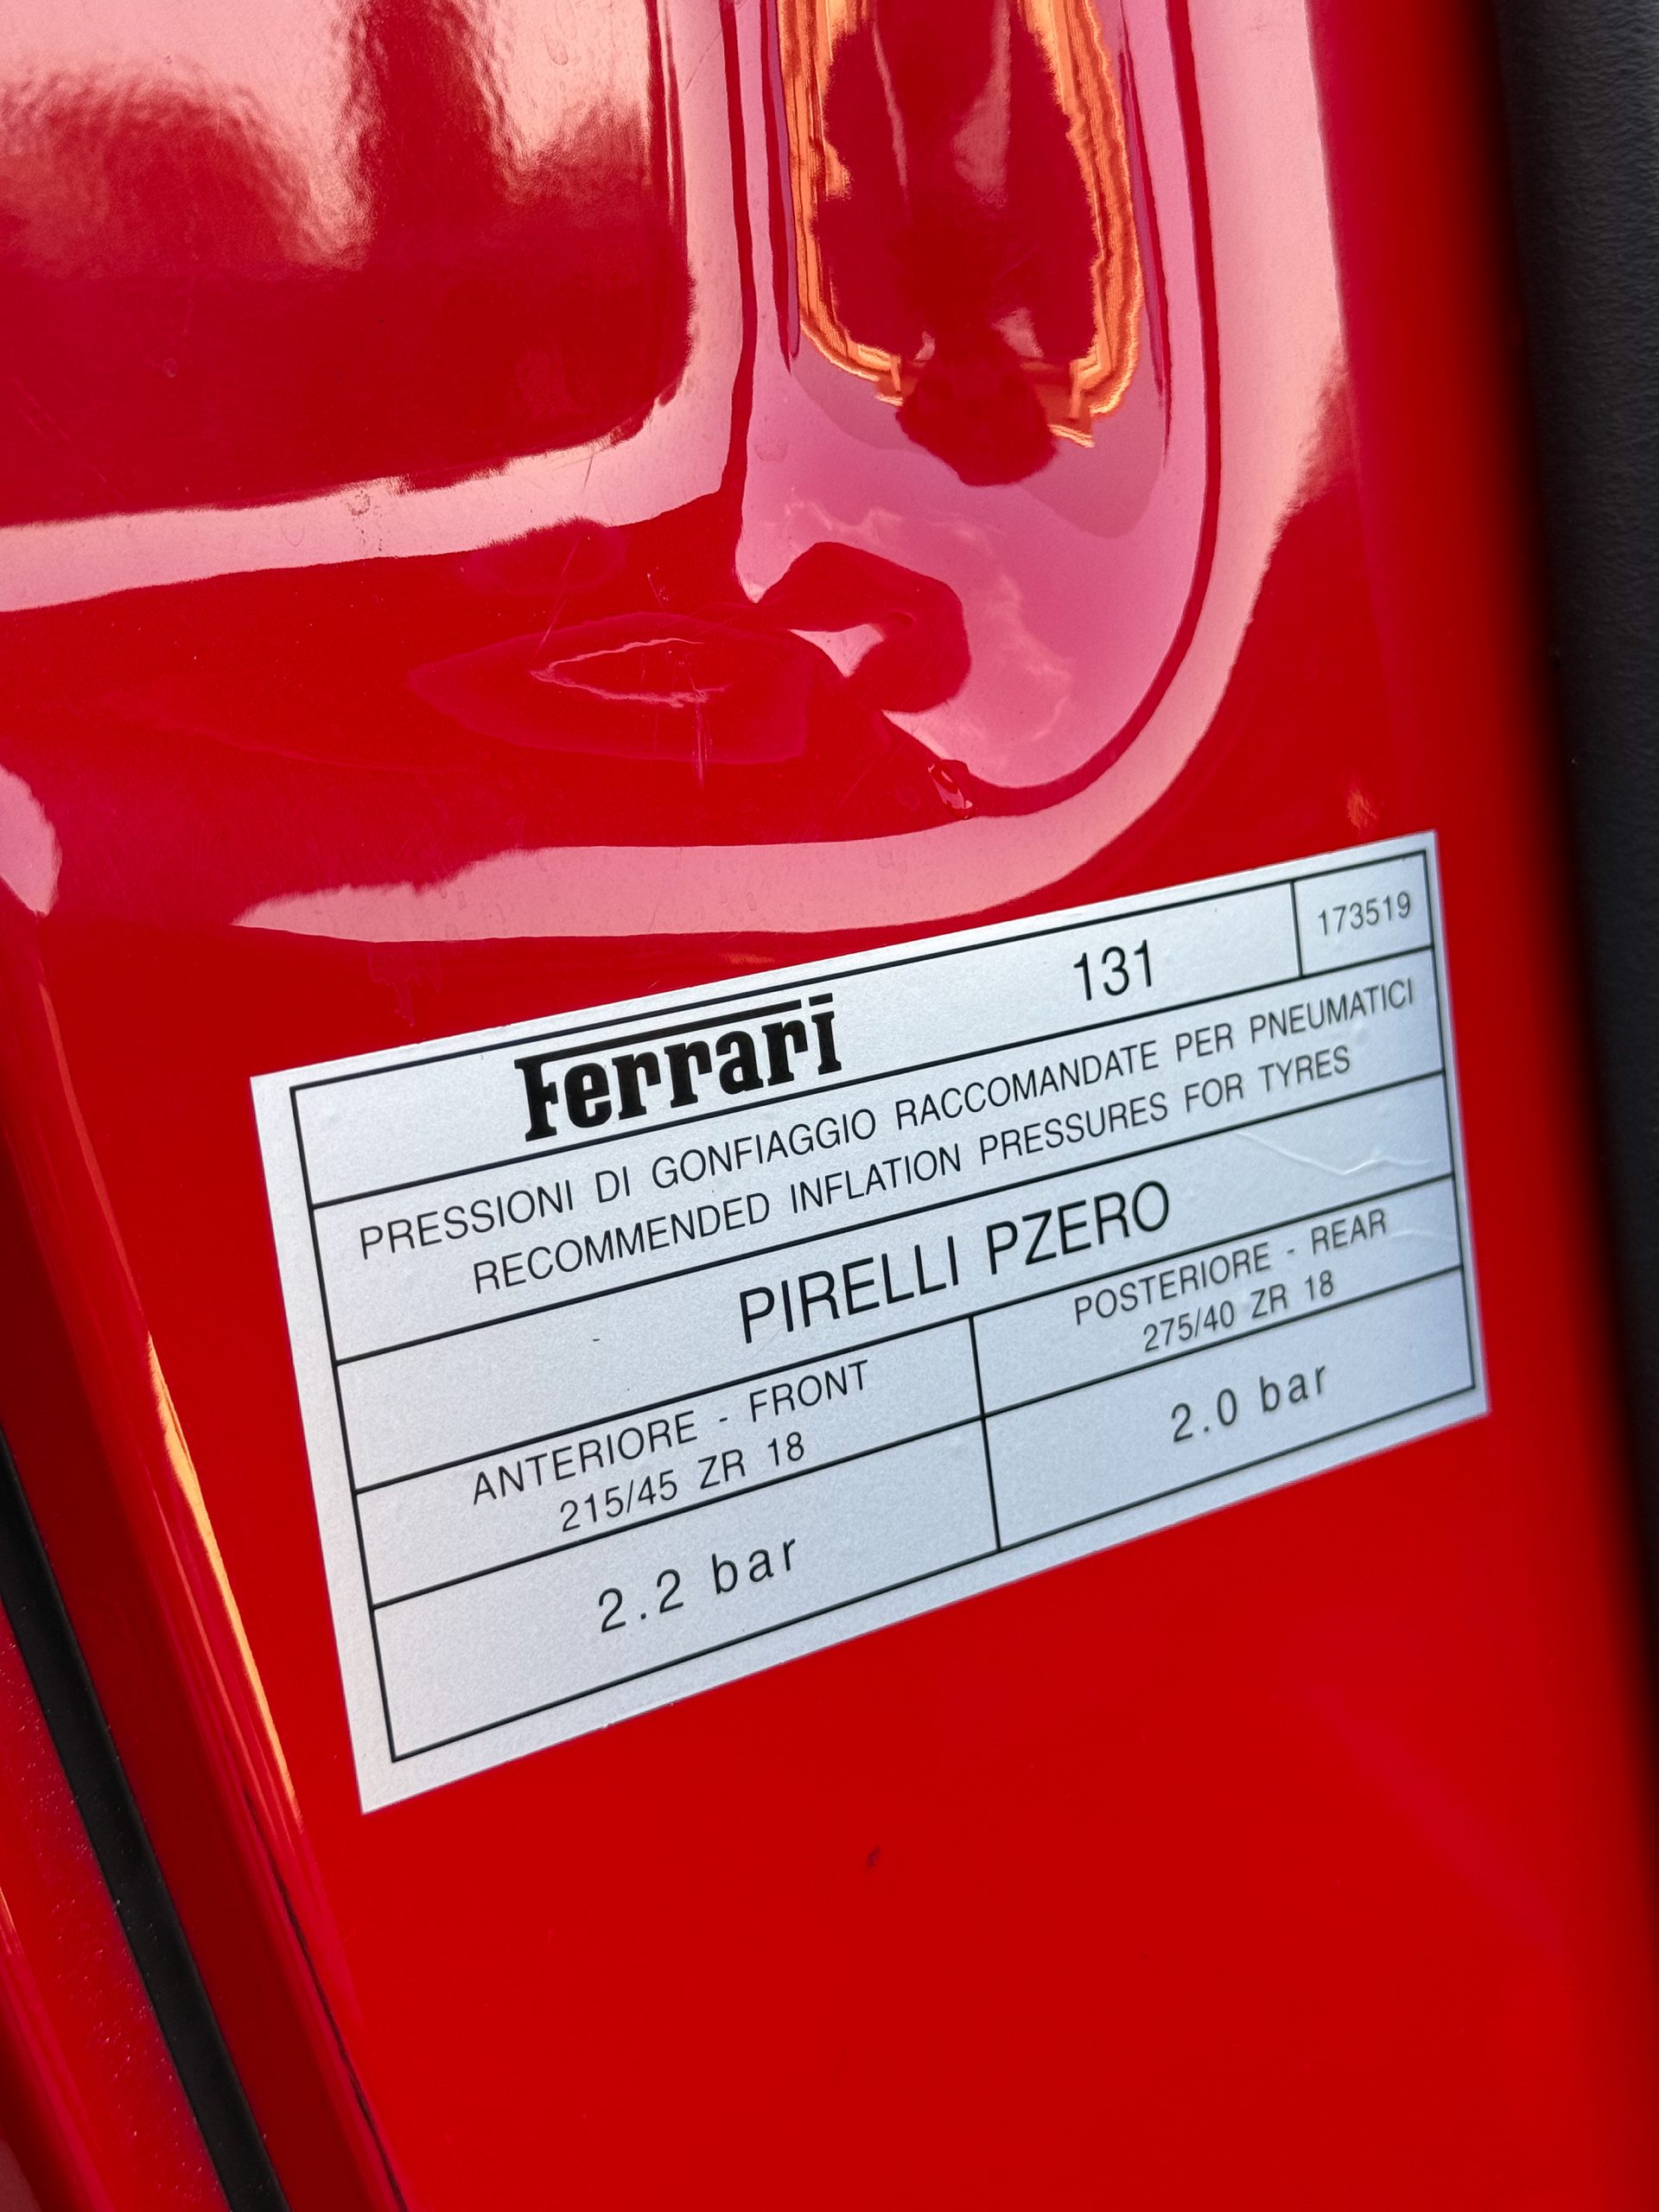 Ferrari 131 173519
PRESSIONI DI GONFIAGGIO RACCOMANDATE PER PNEUMATICI
RECOMMENDED INFLATION PRESSURES FOR TYRES
PIRELLI PZERO
ANTERIORE - FRONT
215/45 ZR 18
POSTERIORE - REAR
275/40 ZR 18
2.2 bar
2.0 bar